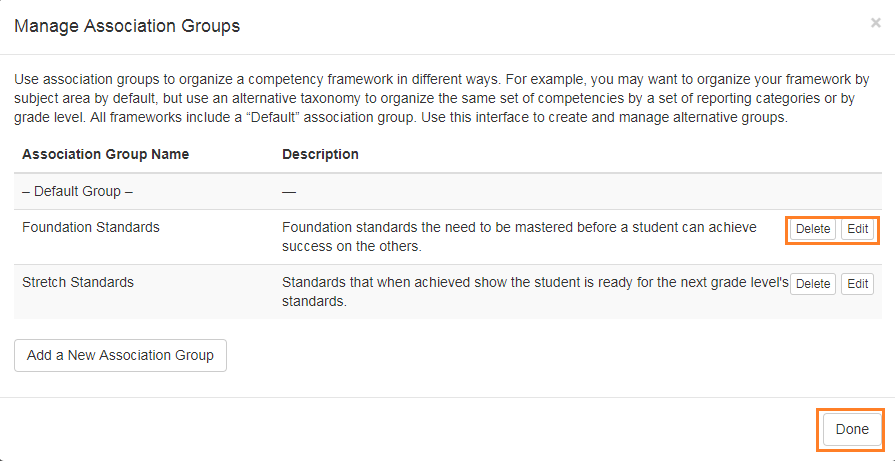 Manage Association Groups ×
Use association groups to organize a competency framework in different ways. For example, you may want to organize your framework by
subject area by default, but use an alternative taxonomy to organize the same set of competencies by a set of reporting categories or by
grade level. All frameworks include a “Default” association group. Use this interface to create and manage alternative groups.
Association Group Name Description
– Default Group – —
Foundation Standards Foundation standards the need to be mastered before a student can achieve Delete Edit
success on the others.
Stretch Standards Standards that when achieved show the student is ready for the next grade level's Delete Edit
standards.
Add a New Association Group
Done